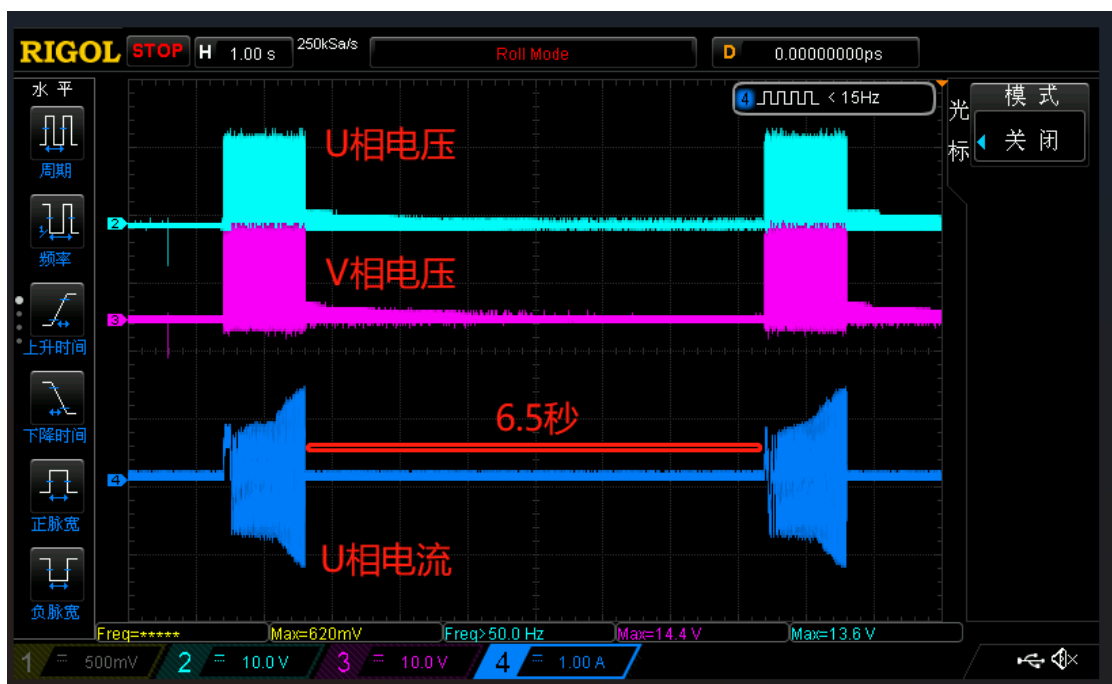 RIGOL STOP H 1.00 s 250kSa/s Roll Mode D 0.00000000ps
水 平
周期
频率
上升时间
下降时间
正脉宽
负脉宽
4 < 15Hz
U相电压
2
V相电压
3
6.5秒
4
U相电流
光标
模 式
关 闭
Freq=***** Max=620mV Freq>50.0 Hz Max=14.4 V Max=13.6 V
1 500mV 2 10.0 V 3 10.0 V 4 1.00 A